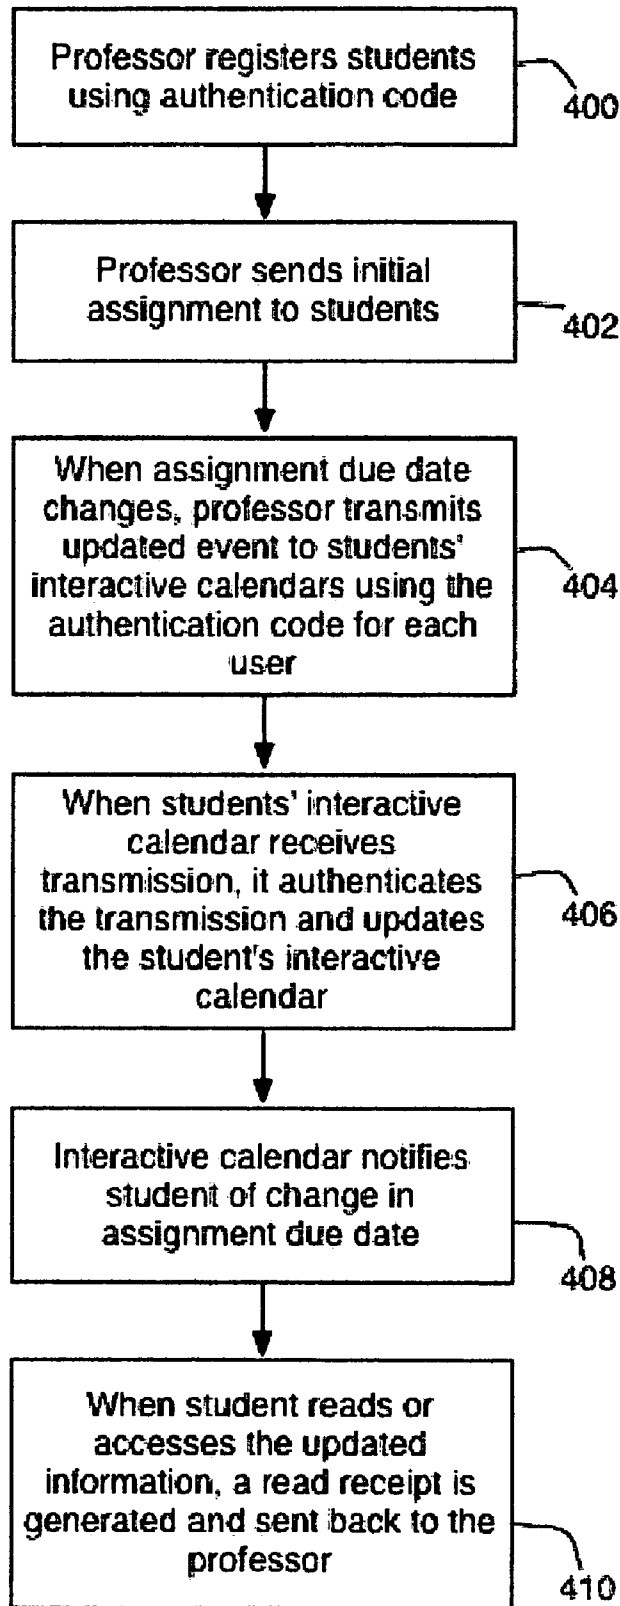 Professor registers students
using authentication code
400
Professor sends initial
assignment to students
402
When assignment due date
changes, professor transmits
updated event to students'
interactive calendars using the
authentication code for each
user
404
When students' interactive
calendar receives
transmission, it authenticates
the transmission and updates
the student's interactive
calendar
406
Interactive calendar notifies
student of change in
assignment due date
408
When student reads or
accesses the updated
information, a read receipt is
generated and sent back to the
professor
410